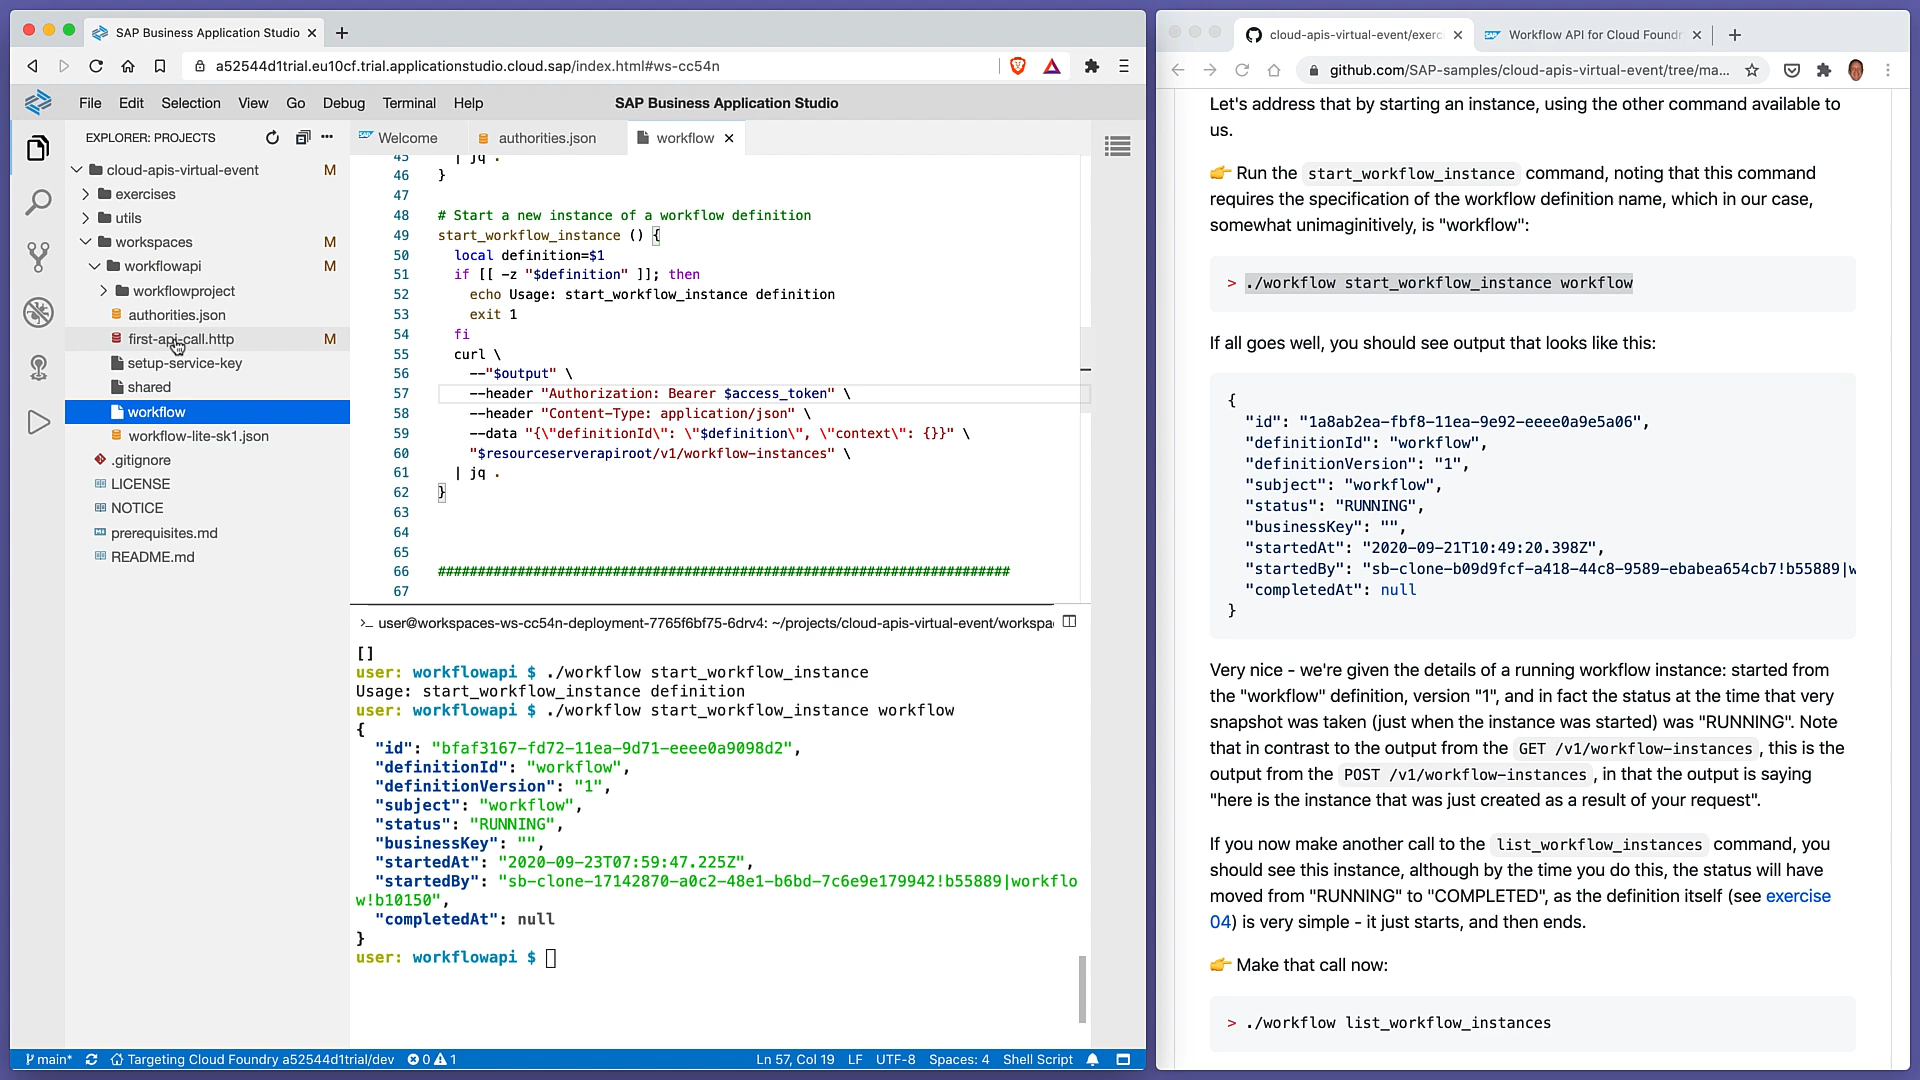 SAP Business Application Studio
a52544d1trial.eu10cf.trial.applicationstudio.cloud.sap/index.html#ws-cc54n
File Edit Selection View Go Debug Terminal Help
SAP Business Application Studio
EXPLORER: PROJECTS
cloud-apis-virtual-event M
exercises
utils
workspaces M
workflowapi M
workflowproject
authorities.json
first-api-call.http M
setup-service-key
shared
workflow
workflow-lite-sk1.json
.gitignore
LICENSE
NOTICE
prerequisites.md
README.md
Welcome authorities.json workflow
45 | jq .
46 }
47
48 # Start a new instance of a workflow definition
49 start_workflow_instance () {
50 local definition=$1
51 if [[ -z "$definition" ]]; then
52 echo Usage: start_workflow_instance definition
53 exit 1
54 fi
55 curl \
56 --"$output" \
57 --header "Authorization: Bearer $access_token" \
58 --header "Content-Type: application/json" \
59 --data "{\"definitionId\": \"$definition\", \"context\": {}}" \
60 "$resourceserverapiroot/v1/workflow-instances" \
61 | jq .
62 }
63
64
65
66 ########################################################################
67
>_ user@workspaces-ws-cc54n-deployment-7765f6bf75-6drv4: ~/projects/cloud-apis-virtual-event/workspa
[]
user: workflowapi $ ./workflow start_workflow_instance
Usage: start_workflow_instance definition
user: workflowapi $ ./workflow start_workflow_instance workflow
{
"id": "bfaf3167-fd72-11ea-9d71-eeee0a9098d2",
"definitionId": "workflow",
"definitionVersion": "1",
"subject": "workflow",
"status": "RUNNING",
"businessKey": "",
"startedAt": "2020-09-23T07:59:47.225Z",
"startedBy": "sb-clone-17142870-a0c2-48e1-b6bd-7c6e9e179942!b55889|workflo
w!b10150",
"completedAt": null
}
user: workflowapi $
main* Targeting Cloud Foundry a52544d1trial/dev 0 1 Ln 57, Col 19 LF UTF-8 Spaces: 4 Shell Script
cloud-apis-virtual-event/exerci Workflow API for Cloud Foundr
github.com/SAP-samples/cloud-apis-virtual-event/tree/ma...
Let's address that by starting an instance, using the other command available to
us.
👉 Run the start_workflow_instance command, noting that this command
requires the specification of the workflow definition name, which in our case,
somewhat unimaginitively, is "workflow":
> ./workflow start_workflow_instance workflow
If all goes well, you should see output that looks like this:
{
"id": "1a8ab2ea-fbf8-11ea-9e92-eeee0a9e5a06",
"definitionId": "workflow",
"definitionVersion": "1",
"subject": "workflow",
"status": "RUNNING",
"businessKey": "",
"startedAt": "2020-09-21T10:49:20.398Z",
"startedBy": "sb-clone-b09d9fcf-a418-44c8-9589-ebabea654cb7!b55889|w
"completedAt": null
}
Very nice - we're given the details of a running workflow instance: started from
the "workflow" definition, version "1", and in fact the status at the time that very
snapshot was taken (just when the instance was started) was "RUNNING". Note
that in contrast to the output from the GET /v1/workflow-instances, this is the
output from the POST /v1/workflow-instances, in that the output is saying
"here is the instance that was just created as a result of your request".
If you now make another call to the list_workflow_instances command, you
should see this instance, although by the time you do this, the status will have
moved from "RUNNING" to "COMPLETED", as the definition itself (see exercise
04) is very simple - it just starts, and then ends.
👉 Make that call now:
> ./workflow list_workflow_instances